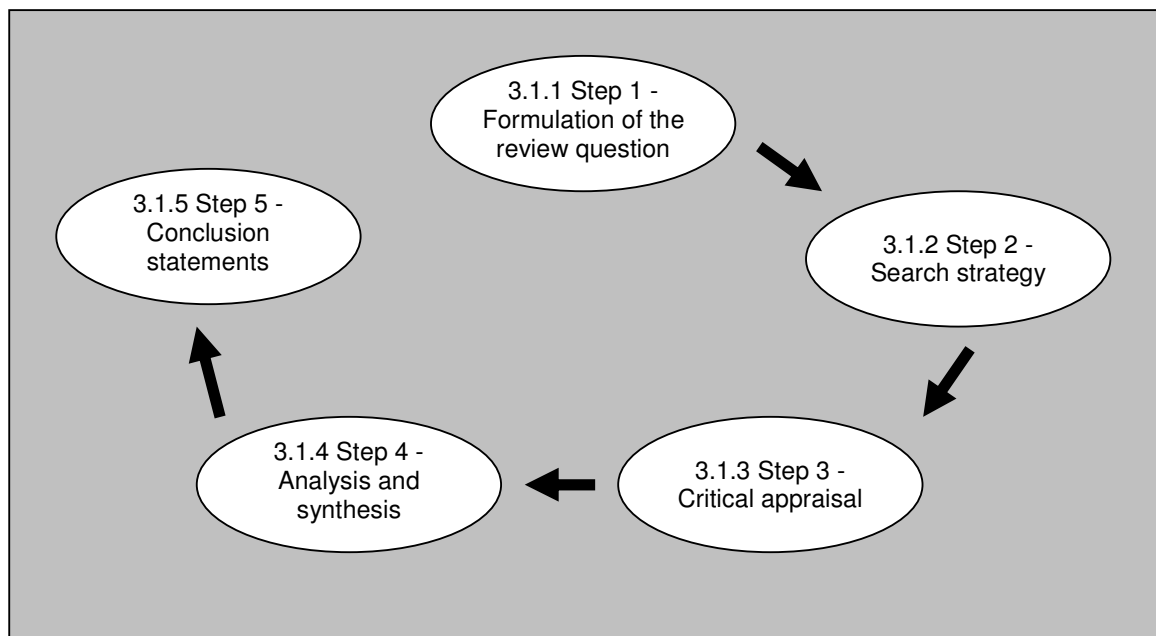 3.1.1 Step 1 -
Formulation of the
review question
3.1.2 Step 2 -
Search strategy
3.1.3 Step 3 -
Critical appraisal
3.1.4 Step 4 -
Analysis and
synthesis
3.1.5 Step 5 -
Conclusion
statements